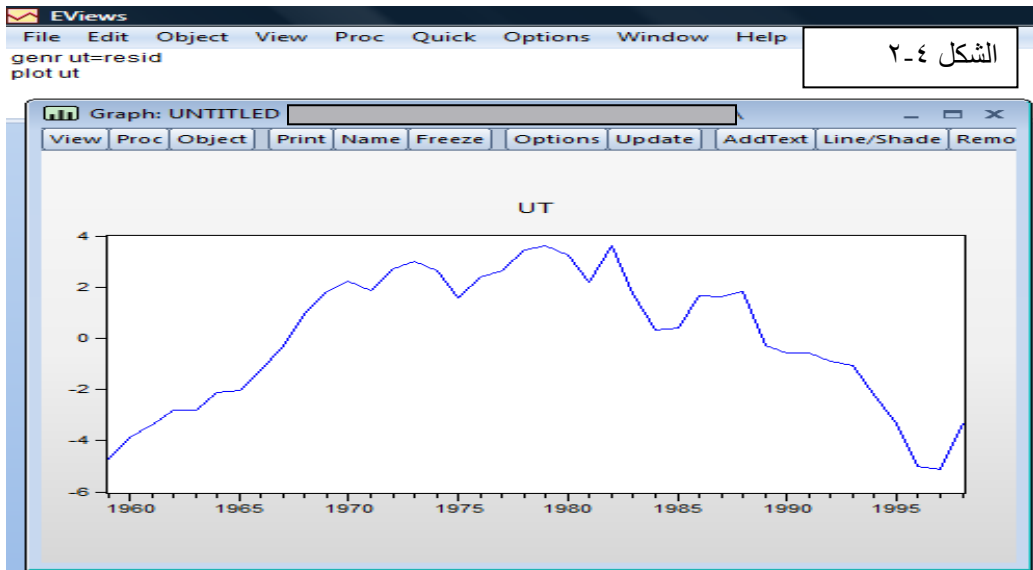 EViews
File Edit Object View Proc Quick Options Window Help
genr ut=resid
plot ut
الشكل ٤-٢
Graph: UNTITLED
View Proc Object Print Name Freeze Options Update AddText Line/Shade Remo
UT
4
2
0
-2
-4
-6
1960 1965 1970 1975 1980 1985 1990 1995